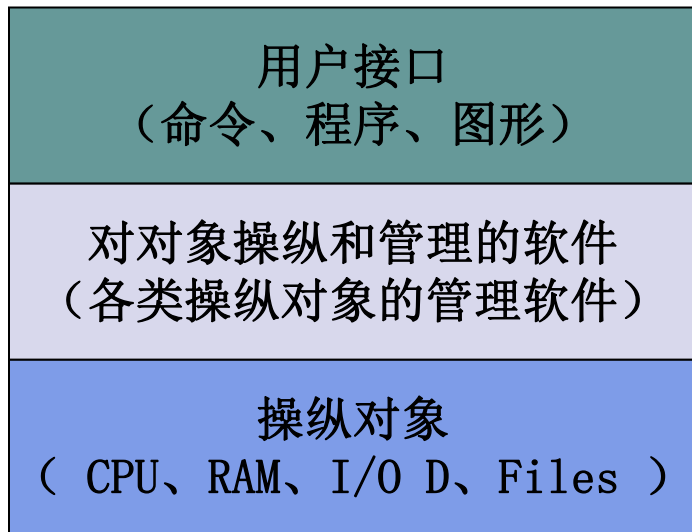 用户接口
（命令、程序、图形）
对对象操纵和管理的软件
（各类操纵对象的管理软件）
操纵对象
（ CPU、RAM、I/O D、Files ）